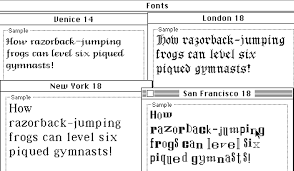 Fonts
Venice 14
Sample
How razorback-jumping
frogs can level six piqued
gymnasts!
London 18
Sample
How razorback-jumping
frogs can level six
piqued gymnasts!
New York 18
Sample
How
razorback-jumping
frogs can level six
piqued gymnasts!
San Francisco 18
Sample
How
razorback-jumping
frogs can level six
piqued gymnasts!